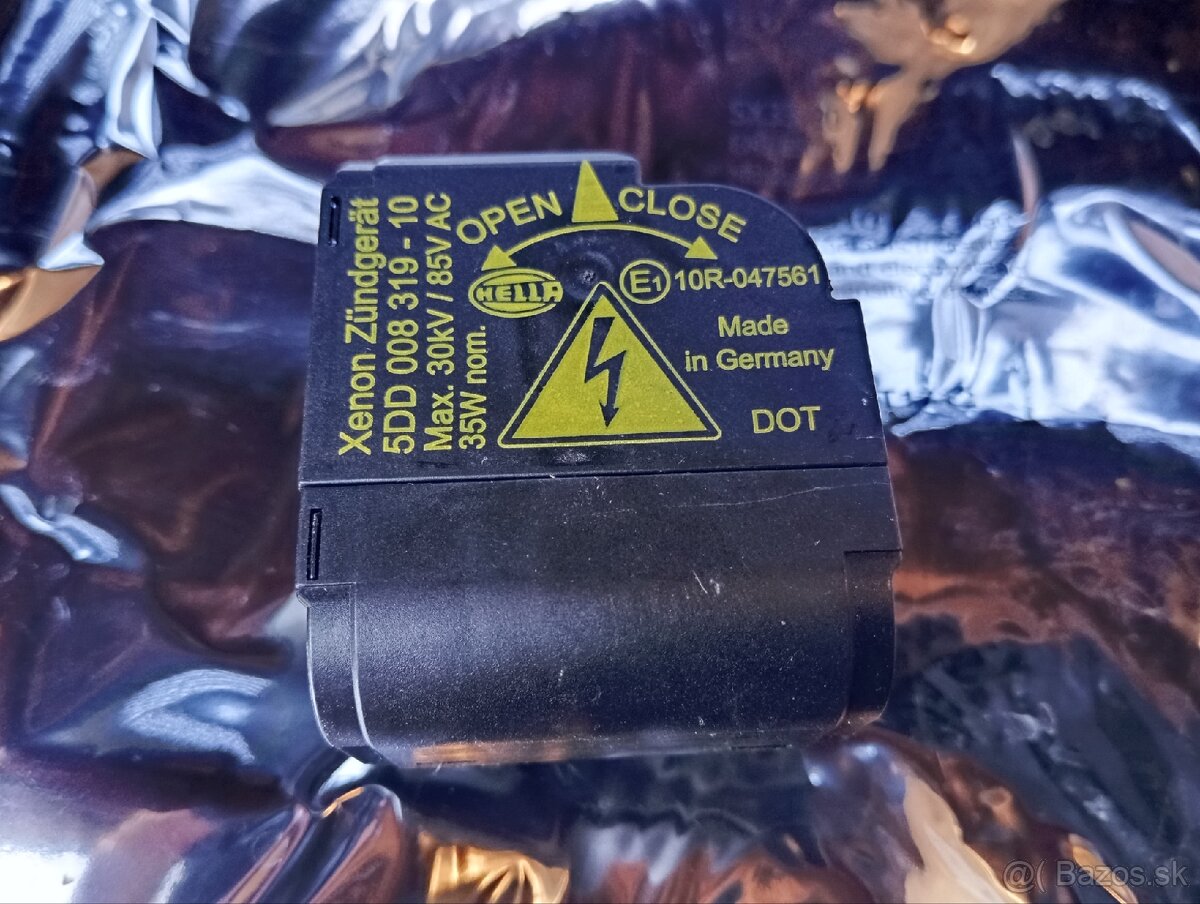 Xenon Zündgerät
5DD 008 319 - 10
Max. 30kV / 85V AC
35W nom.
OPEN CLOSE
HELLA
E1 10R-047561
Made
in Germany
DOT
@( Bazos.sk